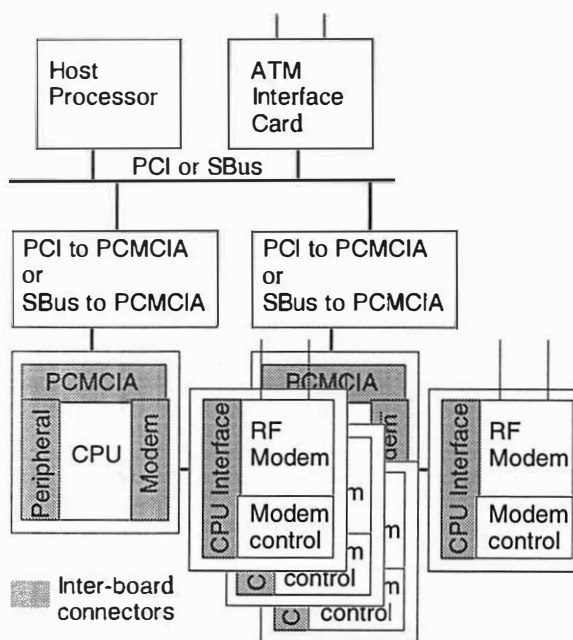 Host
Processor
ATM
Interface
Card
PCI or SBus
PCI to PCMCIA
or
SBus to PCMCIA
PCI to PCMCIA
or
SBus to PCMCIA
PCMCIA
Peripheral
CPU
Modem
PCMCIA
CPU Interface
RF
Modem
Modem
control
control
control
CPU Interface
RF
Modem
Modem
control
Inter-board
connectors